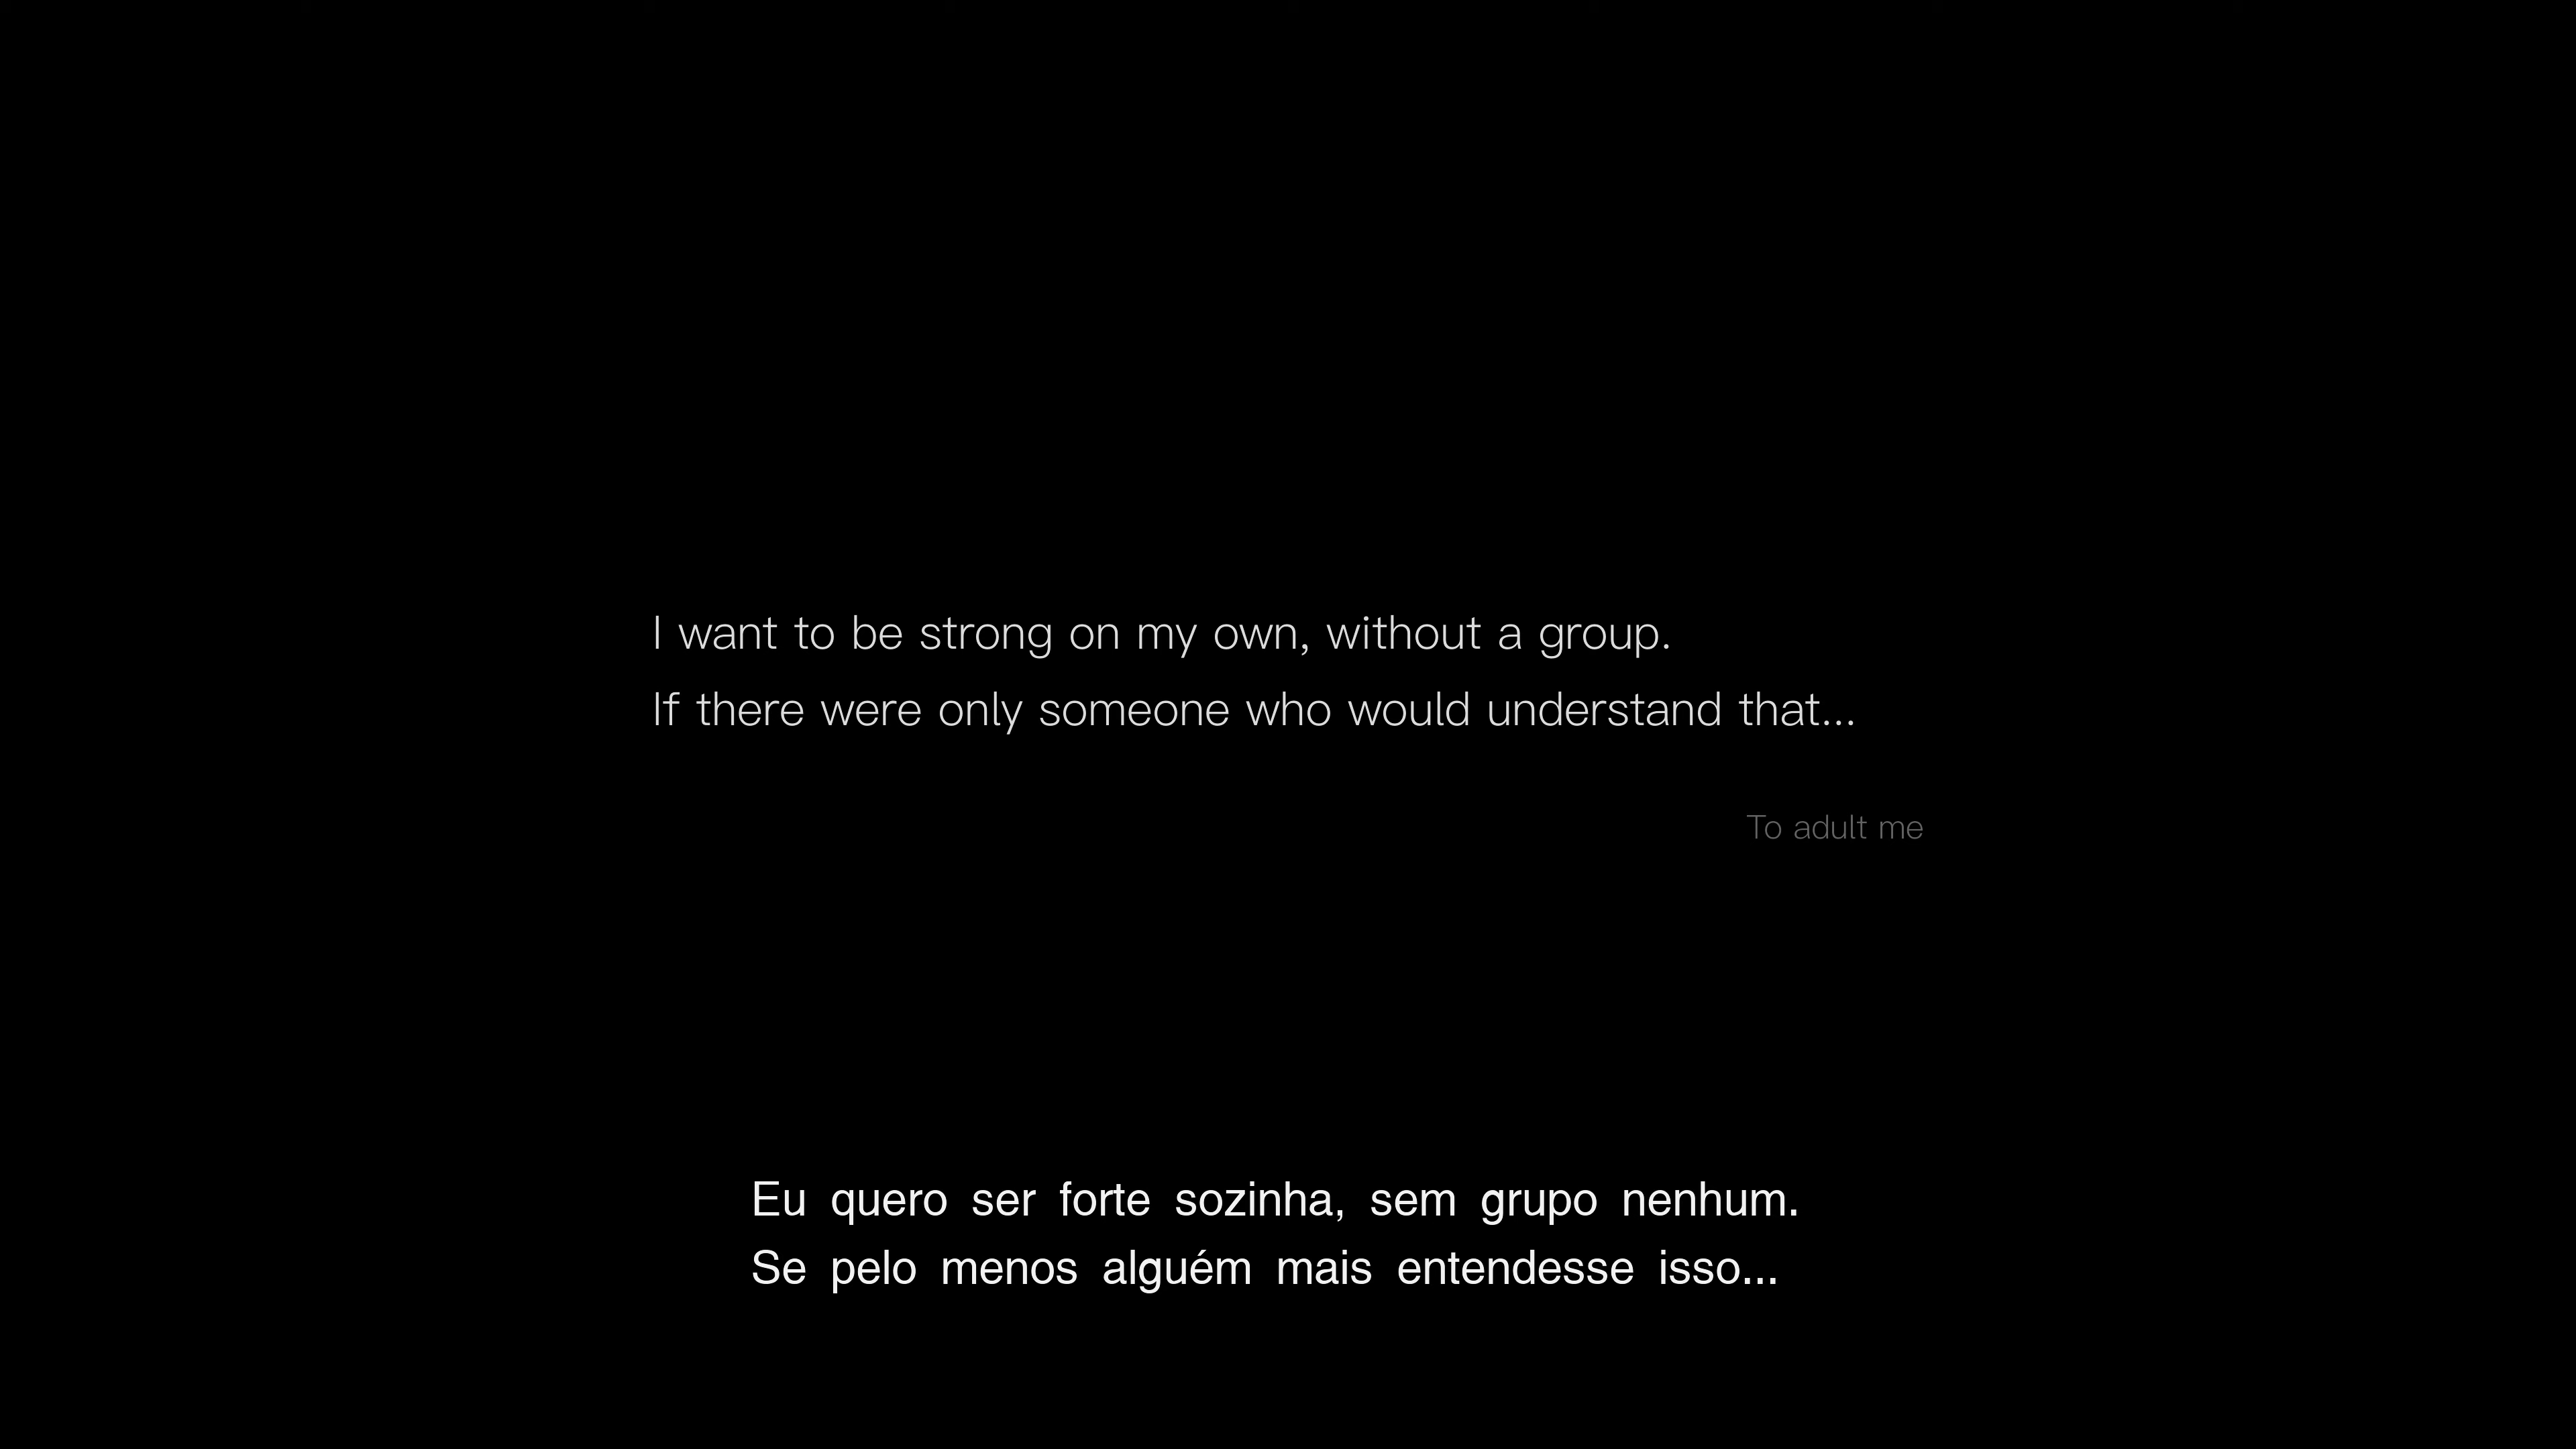 I want to be strong on my own, without a group.
If there were only someone who would understand that...
To adult me
Eu quero ser forte sozinha, sem grupo nenhum.
Se pelo menos alguém mais entendesse isso...